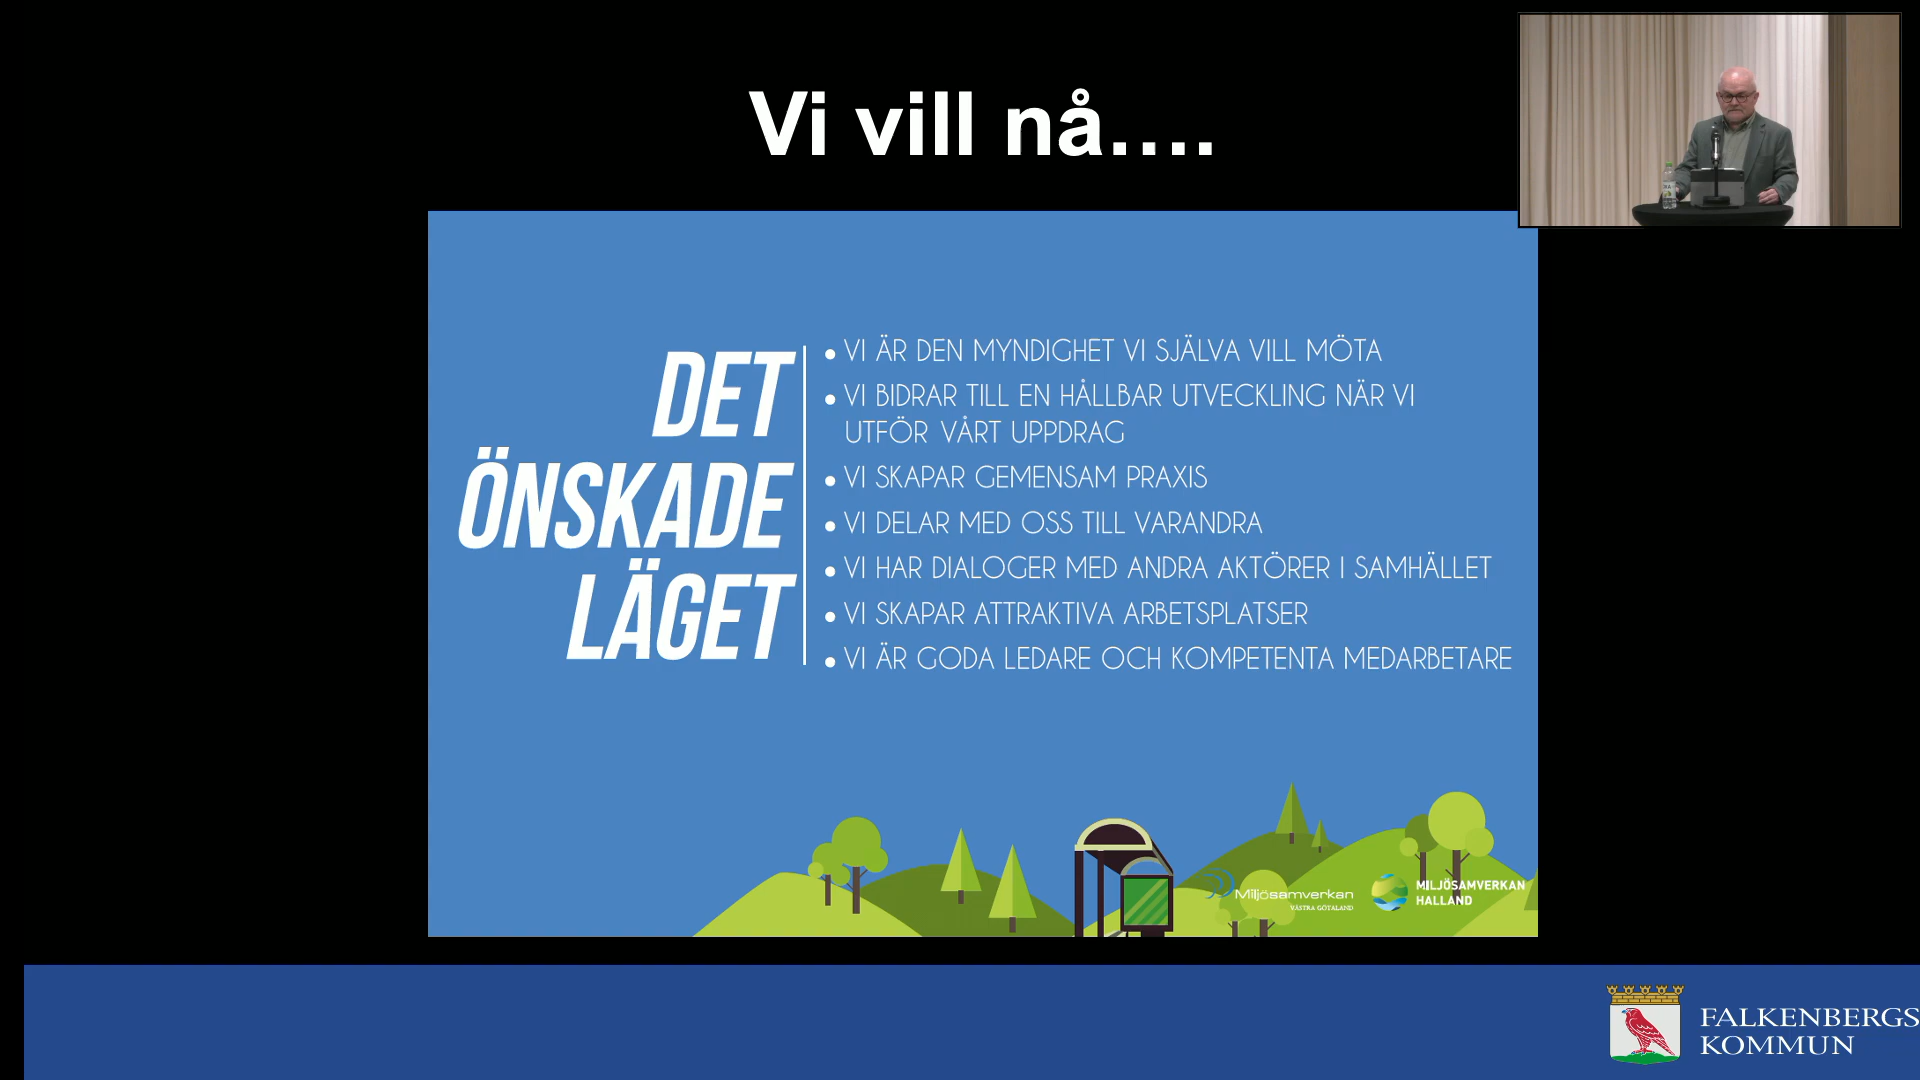 Vi vill nå....
DET
ÖNSKADE
LÄGET
• VI ÄR DEN MYNDIGHET VI SJÄLVA VILL MÖTA
• VI BIDRAR TILL EN HÅLLBAR UTVECKLING NÄR VI
UTFÖR VÅRT UPPDRAG
• VI SKAPAR GEMENSAM PRAXIS
• VI DELAR MED OSS TILL VARANDRA
• VI HAR DIALOGER MED ANDRA AKTÖRER I SAMHÄLLET
• VI SKAPAR ATTRAKTIVA ARBETSPLATSER
• VI ÄR GODA LEDARE OCH KOMPETENTA MEDARBETARE
Miljösamverkan
VÄSTRA GÖTALAND
MILJÖSAMVERKAN
HALLAND
FALKENBERGS
KOMMUN